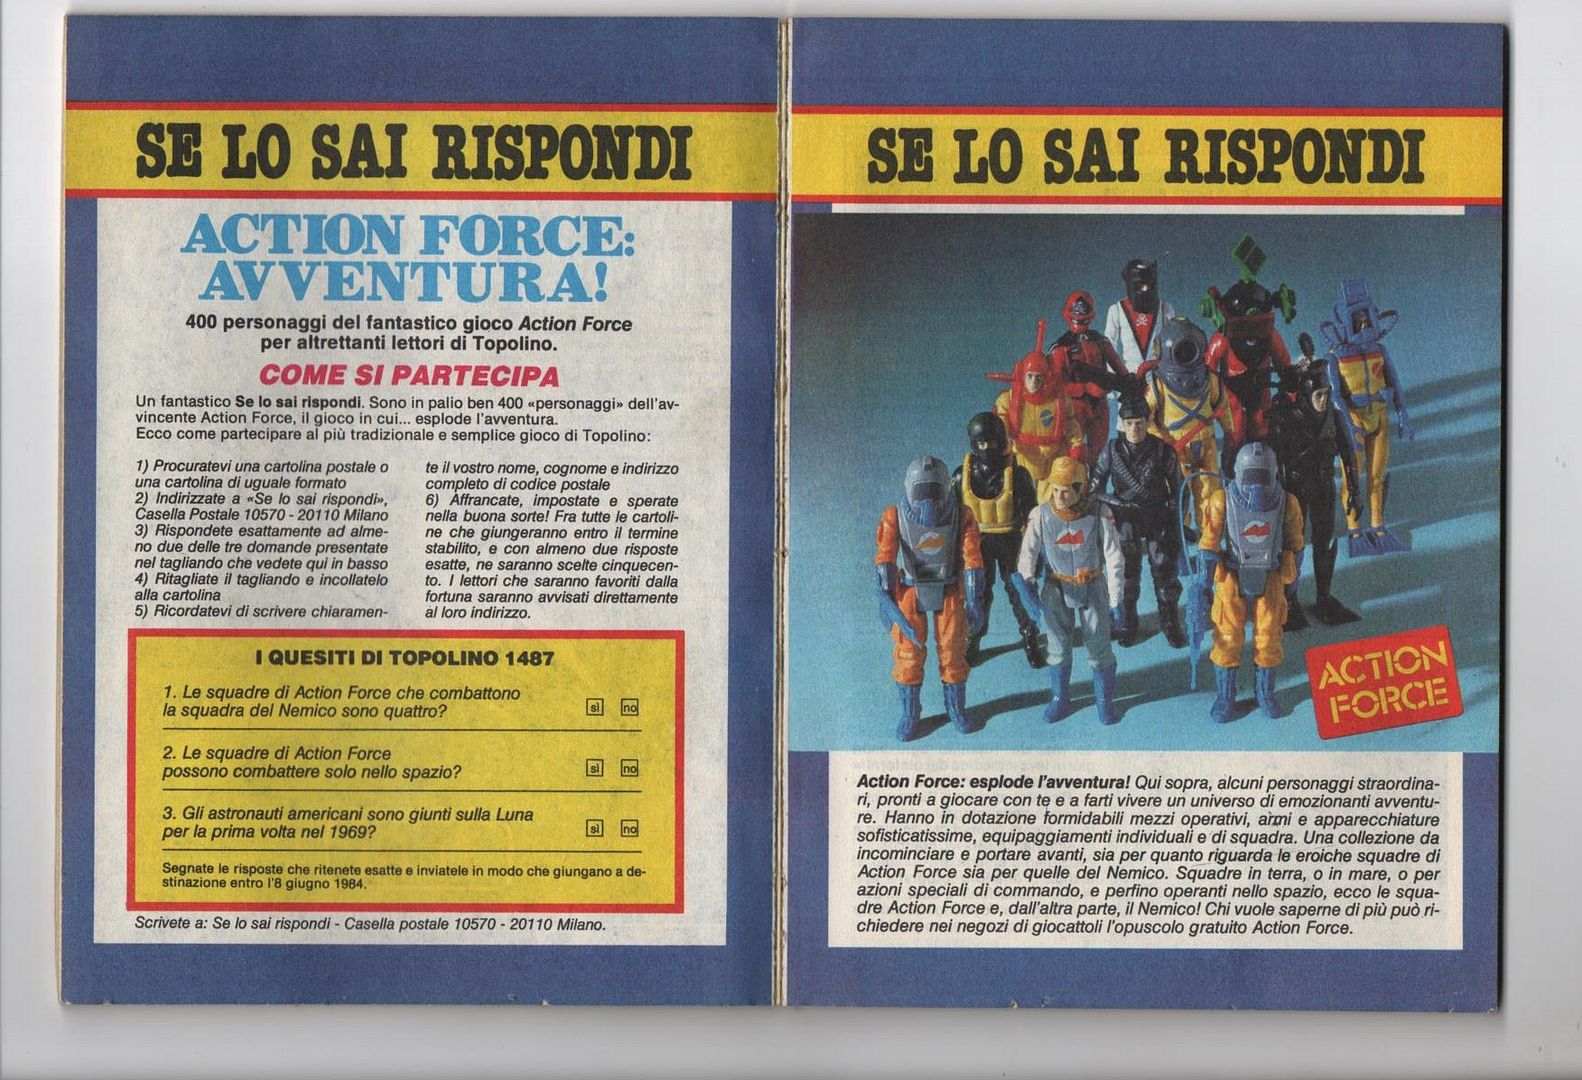 SE LO SAI RISPONDI
ACTION FORCE:
AVVENTURA!
400 personaggi del fantastico gioco Action Force
per altrettanti lettori di Topolino.
COME SI PARTECIPA
Un fantastico Se lo sai rispondi. Sono in palio ben 400 «personaggi» dell'av-
vincente Action Force, il gioco in cui... esplode l'avventura.
Ecco come partecipare al più tradizionale e semplice gioco di Topolino:
1) Procuratevi una cartolina postale o
una cartolina di uguale formato
2) Indirizzate a «Se lo sai rispondi»,
Casella Postale 10570 - 20110 Milano
3) Rispondete esattamente ad alme-
no due delle tre domande presentate
nel tagliando che vedete qui in basso
4) Ritagliate il tagliando e incollatelo
alla cartolina
5) Ricordatevi di scrivere chiaramen-
te il vostro nome, cognome e indirizzo
completo di codice postale
6) Affrancate, impostate e sperate
nella buona sorte! Fra tutte le cartoli-
ne che giungeranno entro il termine
stabilito, e con almeno due risposte
esatte, ne saranno scelte cinquecen-
to. I lettori che saranno favoriti dalla
fortuna saranno avvisati direttamente
al loro indirizzo.
I QUESITI DI TOPOLINO 1487
1. Le squadre di Action Force che combattono
la squadra del Nemico sono quattro? sì no
2. Le squadre di Action Force
possono combattere solo nello spazio? sì no
3. Gli astronauti americani sono giunti sulla Luna
per la prima volta nel 1969? sì no
Segnate le risposte che ritenete esatte e inviatele in modo che giungano a de-
stinazione entro l'8 giugno 1984.
Scrivete a: Se lo sai rispondi - Casella postale 10570 - 20110 Milano.
SE LO SAI RISPONDI
ACTION
FORCE
Action Force: esplode l'avventura! Qui sopra, alcuni personaggi straordina-
ri, pronti a giocare con te e a farti vivere un universo di emozionanti avventu-
re. Hanno in dotazione formidabili mezzi operativi, armi e apparecchiature
sofisticatissime, equipaggiamenti individuali e di squadra. Una collezione da
incominciare e portare avanti, sia per quanto riguarda le eroiche squadre di
Action Force sia per quelle del Nemico. Squadre in terra, o in mare, o per
azioni speciali di commando, e perfino operanti nello spazio, ecco le squa-
dre Action Force e, dall'altra parte, il Nemico! Chi vuole saperne di più può ri-
chiedere nei negozi di giocattoli l'opuscolo gratuito Action Force.